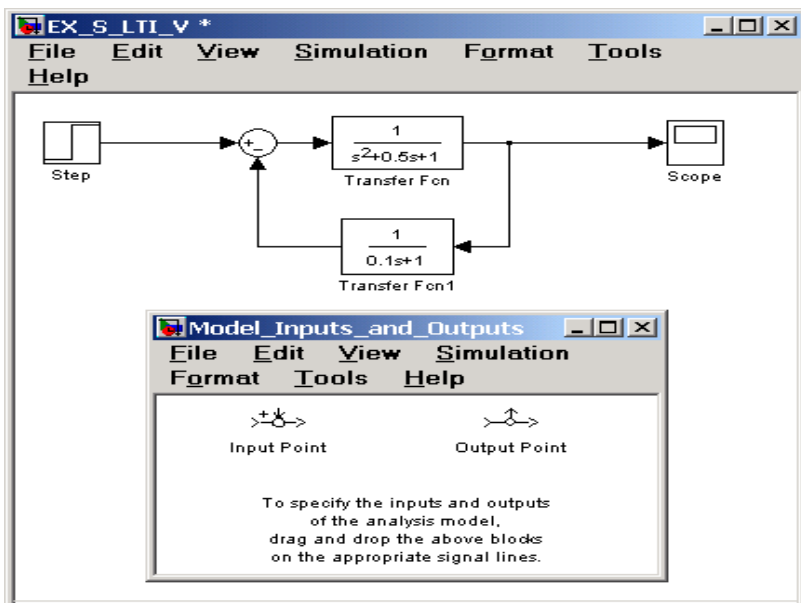 EX_S_LTI_V *
File Edit View Simulation Format Tools
Help
+ -
1
s²+0.5s+1
Step
Transfer Fcn
Scope
1
0.1s+1
Transfer Fcn1
Model_Inputs_and_Outputs
File Edit View Simulation
Format Tools Help
+
Input Point Output Point
To specify the inputs and outputs
of the analysis model,
drag and drop the above blocks
on the appropriate signal lines.